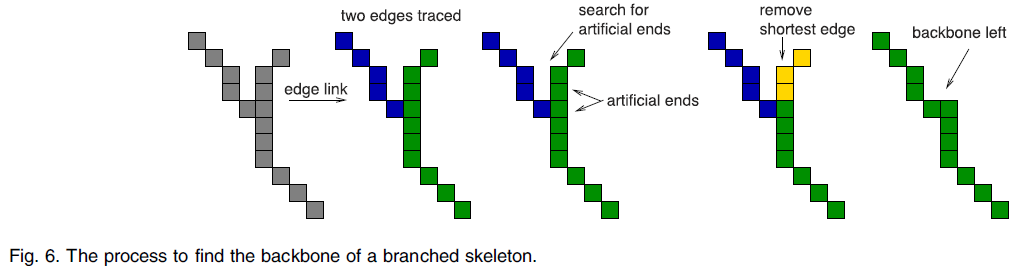 edge link
two edges traced
search for
artificial ends
artificial ends
remove
shortest edge
backbone left
Fig. 6. The process to find the backbone of a branched skeleton.